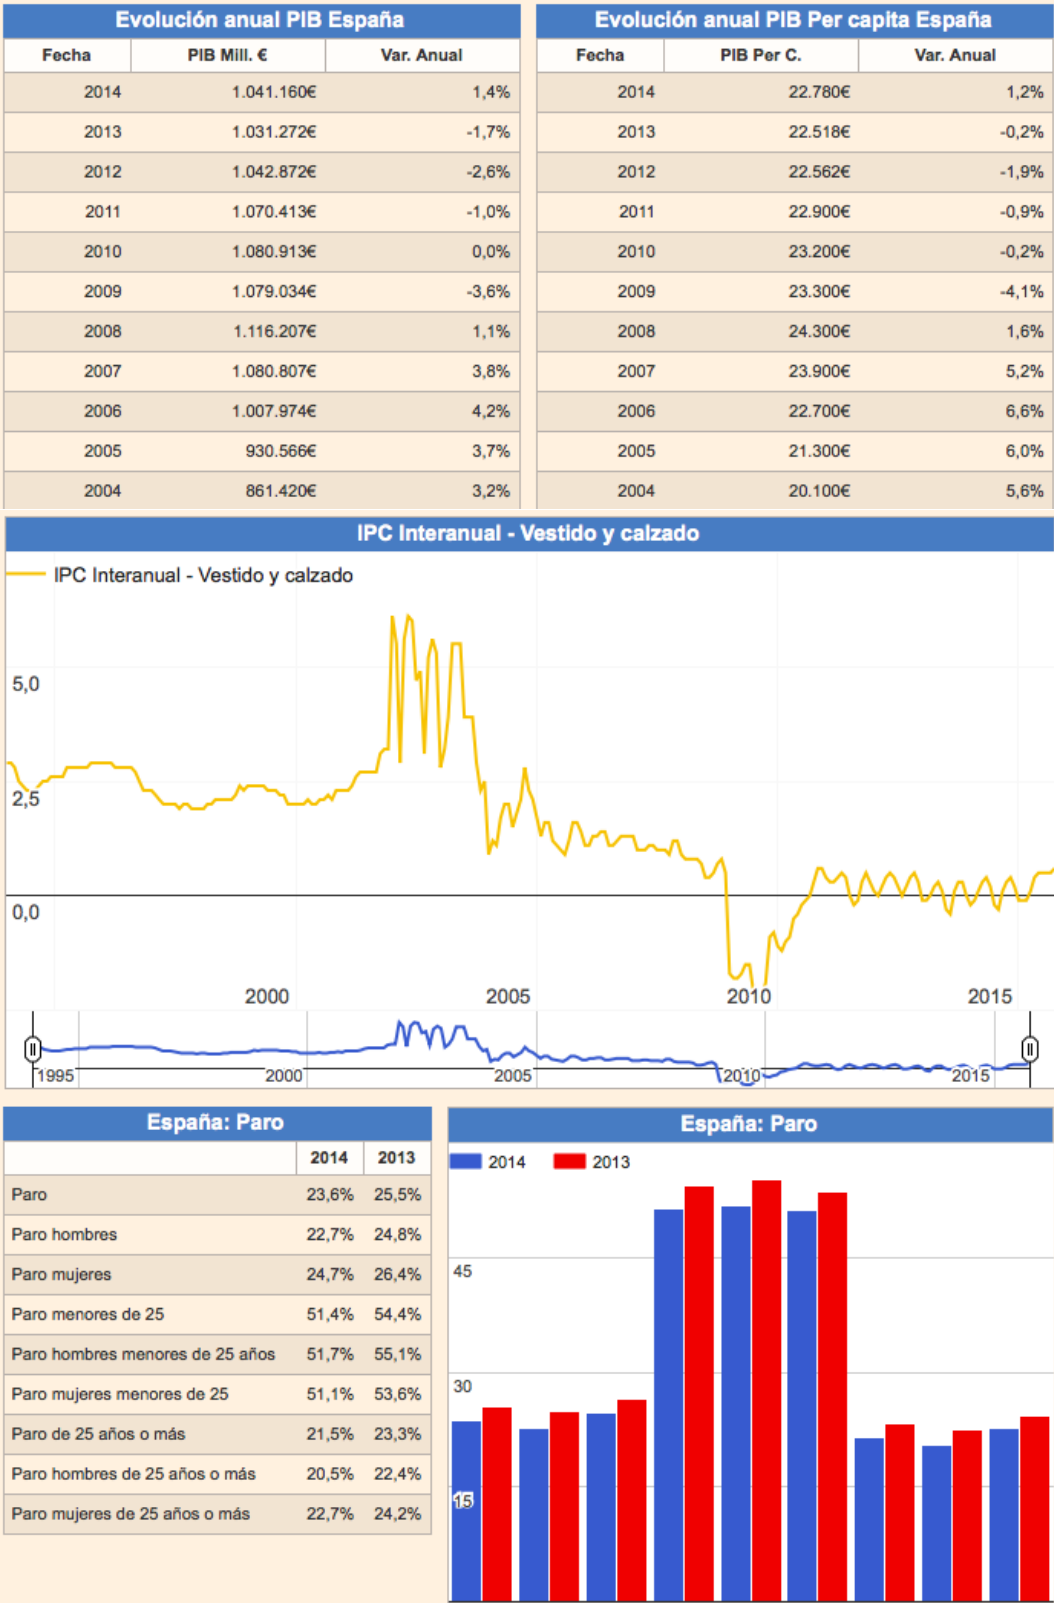 Evolución anual PIB España
Fecha PIB Mill. € Var. Anual
2014 1.041.160€ 1,4%
2013 1.031.272€ -1,7%
2012 1.042.872€ -2,6%
2011 1.070.413€ -1,0%
2010 1.080.913€ 0,0%
2009 1.079.034€ -3,6%
2008 1.116.207€ 1,1%
2007 1.080.807€ 3,8%
2006 1.007.974€ 4,2%
2005 930.566€ 3,7%
2004 861.420€ 3,2%
Evolución anual PIB Per capita España
Fecha PIB Per C. Var. Anual
2014 22.780€ 1,2%
2013 22.518€ -0,2%
2012 22.562€ -1,9%
2011 22.900€ -0,9%
2010 23.200€ -0,2%
2009 23.300€ -4,1%
2008 24.300€ 1,6%
2007 23.900€ 5,2%
2006 22.700€ 6,6%
2005 21.300€ 6,0%
2004 20.100€ 5,6%
IPC Interanual - Vestido y calzado
IPC Interanual - Vestido y calzado
5,0
2,5
0,0
2000 2005 2010 2015
1995 2000 2005 2010 2015
España: Paro
2014 2013
Paro 23,6% 25,5%
Paro hombres 22,7% 24,8%
Paro mujeres 24,7% 26,4%
Paro menores de 25 51,4% 54,4%
Paro hombres menores de 25 años 51,7% 55,1%
Paro mujeres menores de 25 51,1% 53,6%
Paro de 25 años o más 21,5% 23,3%
Paro hombres de 25 años o más 20,5% 22,4%
Paro mujeres de 25 años o más 22,7% 24,2%
España: Paro
2014 2013
45
30
15